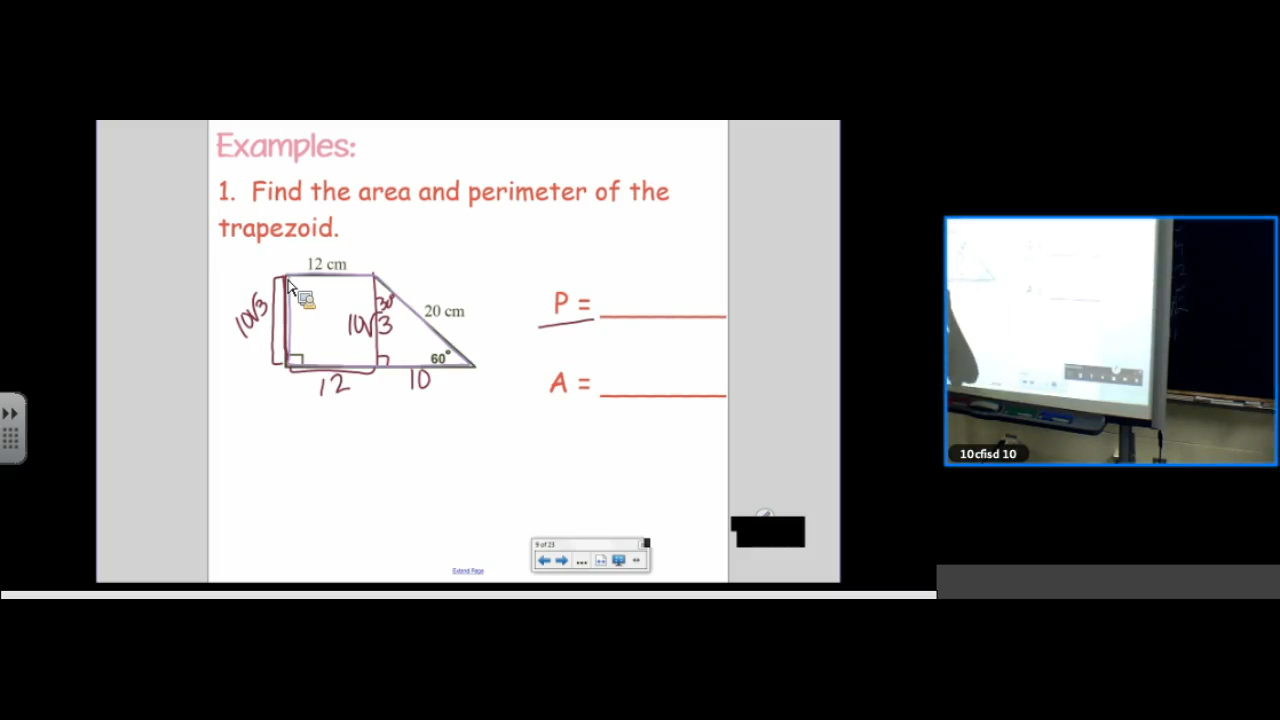 Examples:
1. Find the area and perimeter of the
trapezoid.
12 cm
10√3
30°
10√3
20 cm
60°
12
10
P =
A =
9 of 23
Extend Page
10cfisd 10